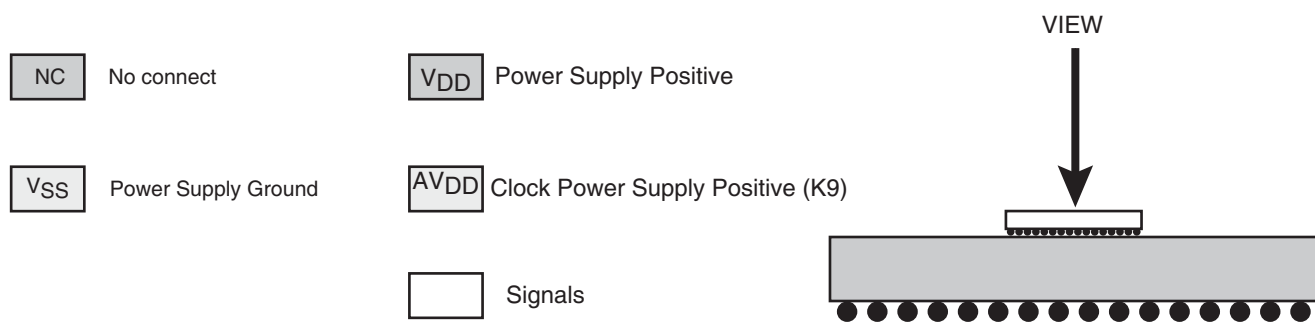 VIEW
NC No connect
VDD Power Supply Positive
VSS Power Supply Ground
AVDD Clock Power Supply Positive (K9)
Signals